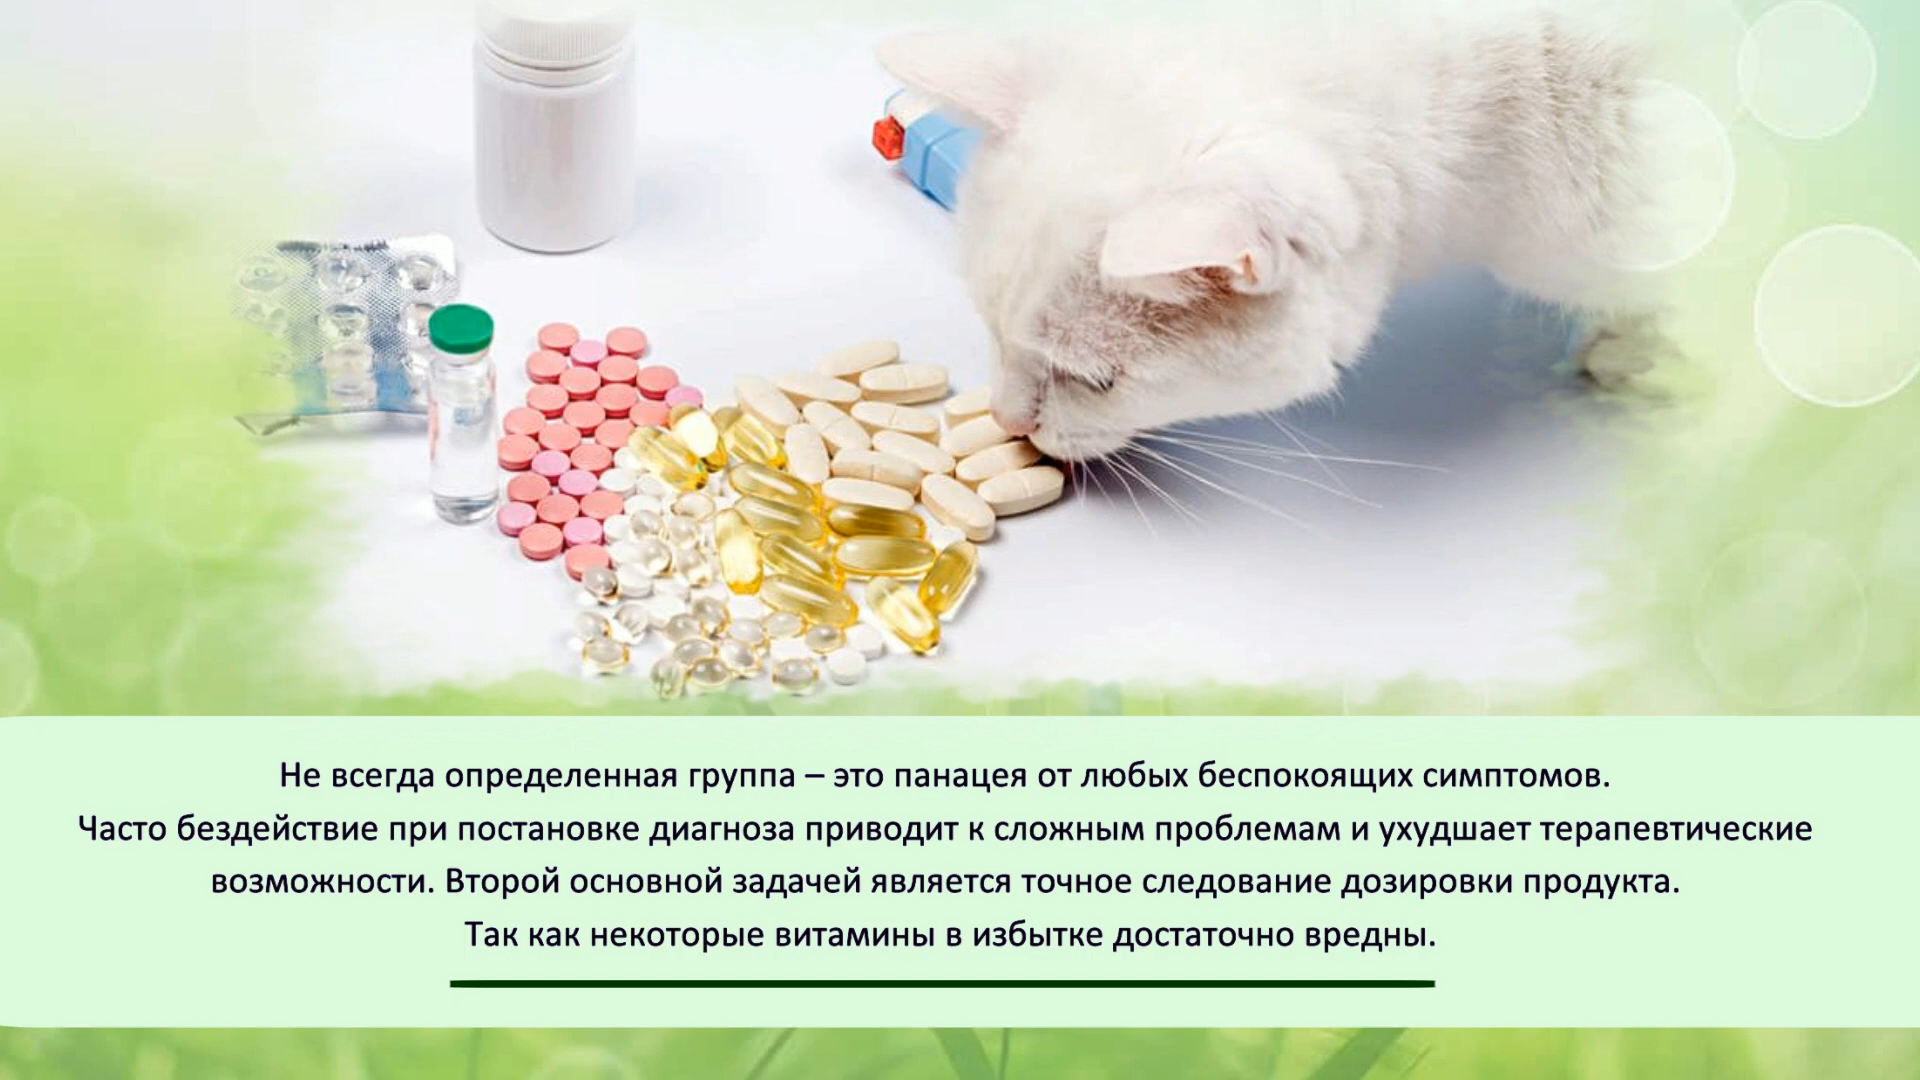 Не всегда определенная группа – это панацея от любых беспокоящих симптомов.
Часто бездействие при постановке диагноза приводит к сложным проблемам и ухудшает терапевтические
возможности. Второй основной задачей является точное следование дозировки продукта.
Так как некоторые витамины в избытке достаточно вредны.